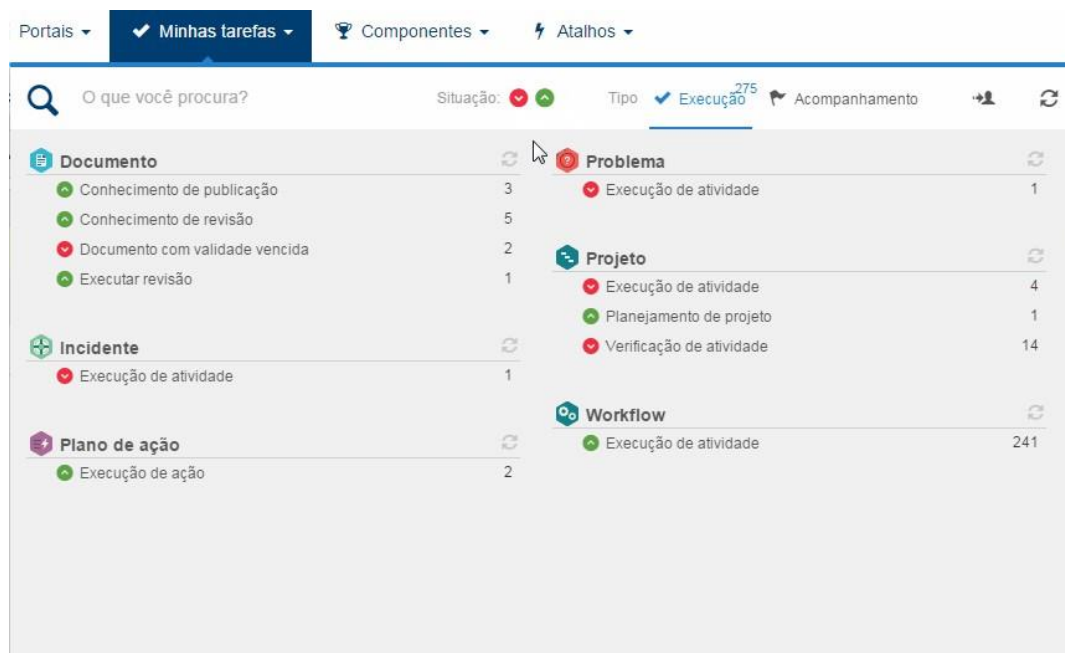 Portais Minhas tarefas Componentes Atalhos
O que você procura? Situação: Tipo Execução 275 Acompanhamento
Documento
Conhecimento de publicação 3
Conhecimento de revisão 5
Documento com validade vencida 2
Executar revisão 1
Incidente
Execução de atividade 1
Plano de ação
Execução de ação 2
Problema
Execução de atividade 1
Projeto
Execução de atividade 4
Planejamento de projeto 1
Verificação de atividade 14
Workflow
Execução de atividade 241